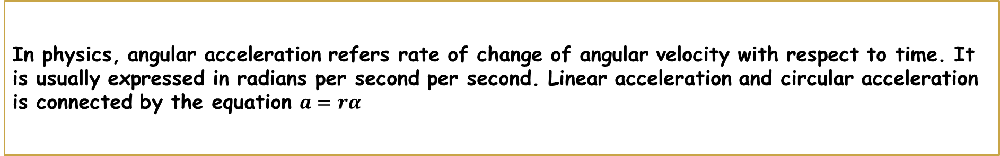 In physics, angular acceleration refers rate of change of angular velocity with respect to time. It
is usually expressed in radians per second per second. Linear acceleration and circular acceleration
is connected by the equation a = rα